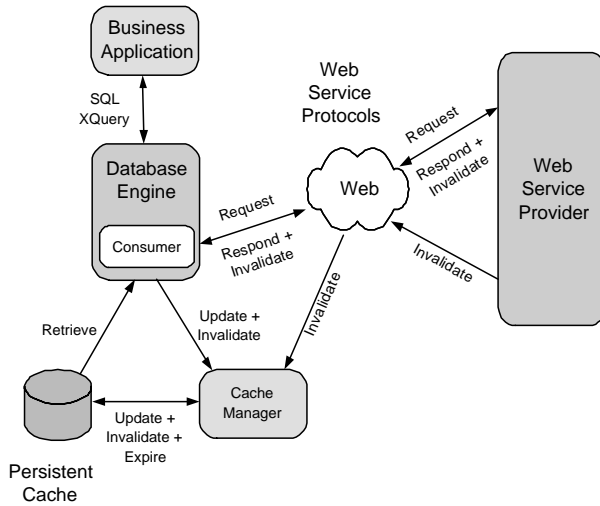 Business
Application
SQL
XQuery
Database
Engine
Consumer
Web
Service
Protocols
Web
Request
Respond +
Invalidate
Request
Respond +
Invalidate
Web
Service
Provider
Invalidate
Invalidate
Retrieve
Update +
Invalidate
Cache
Manager
Update +
Invalidate +
Expire
Persistent
Cache